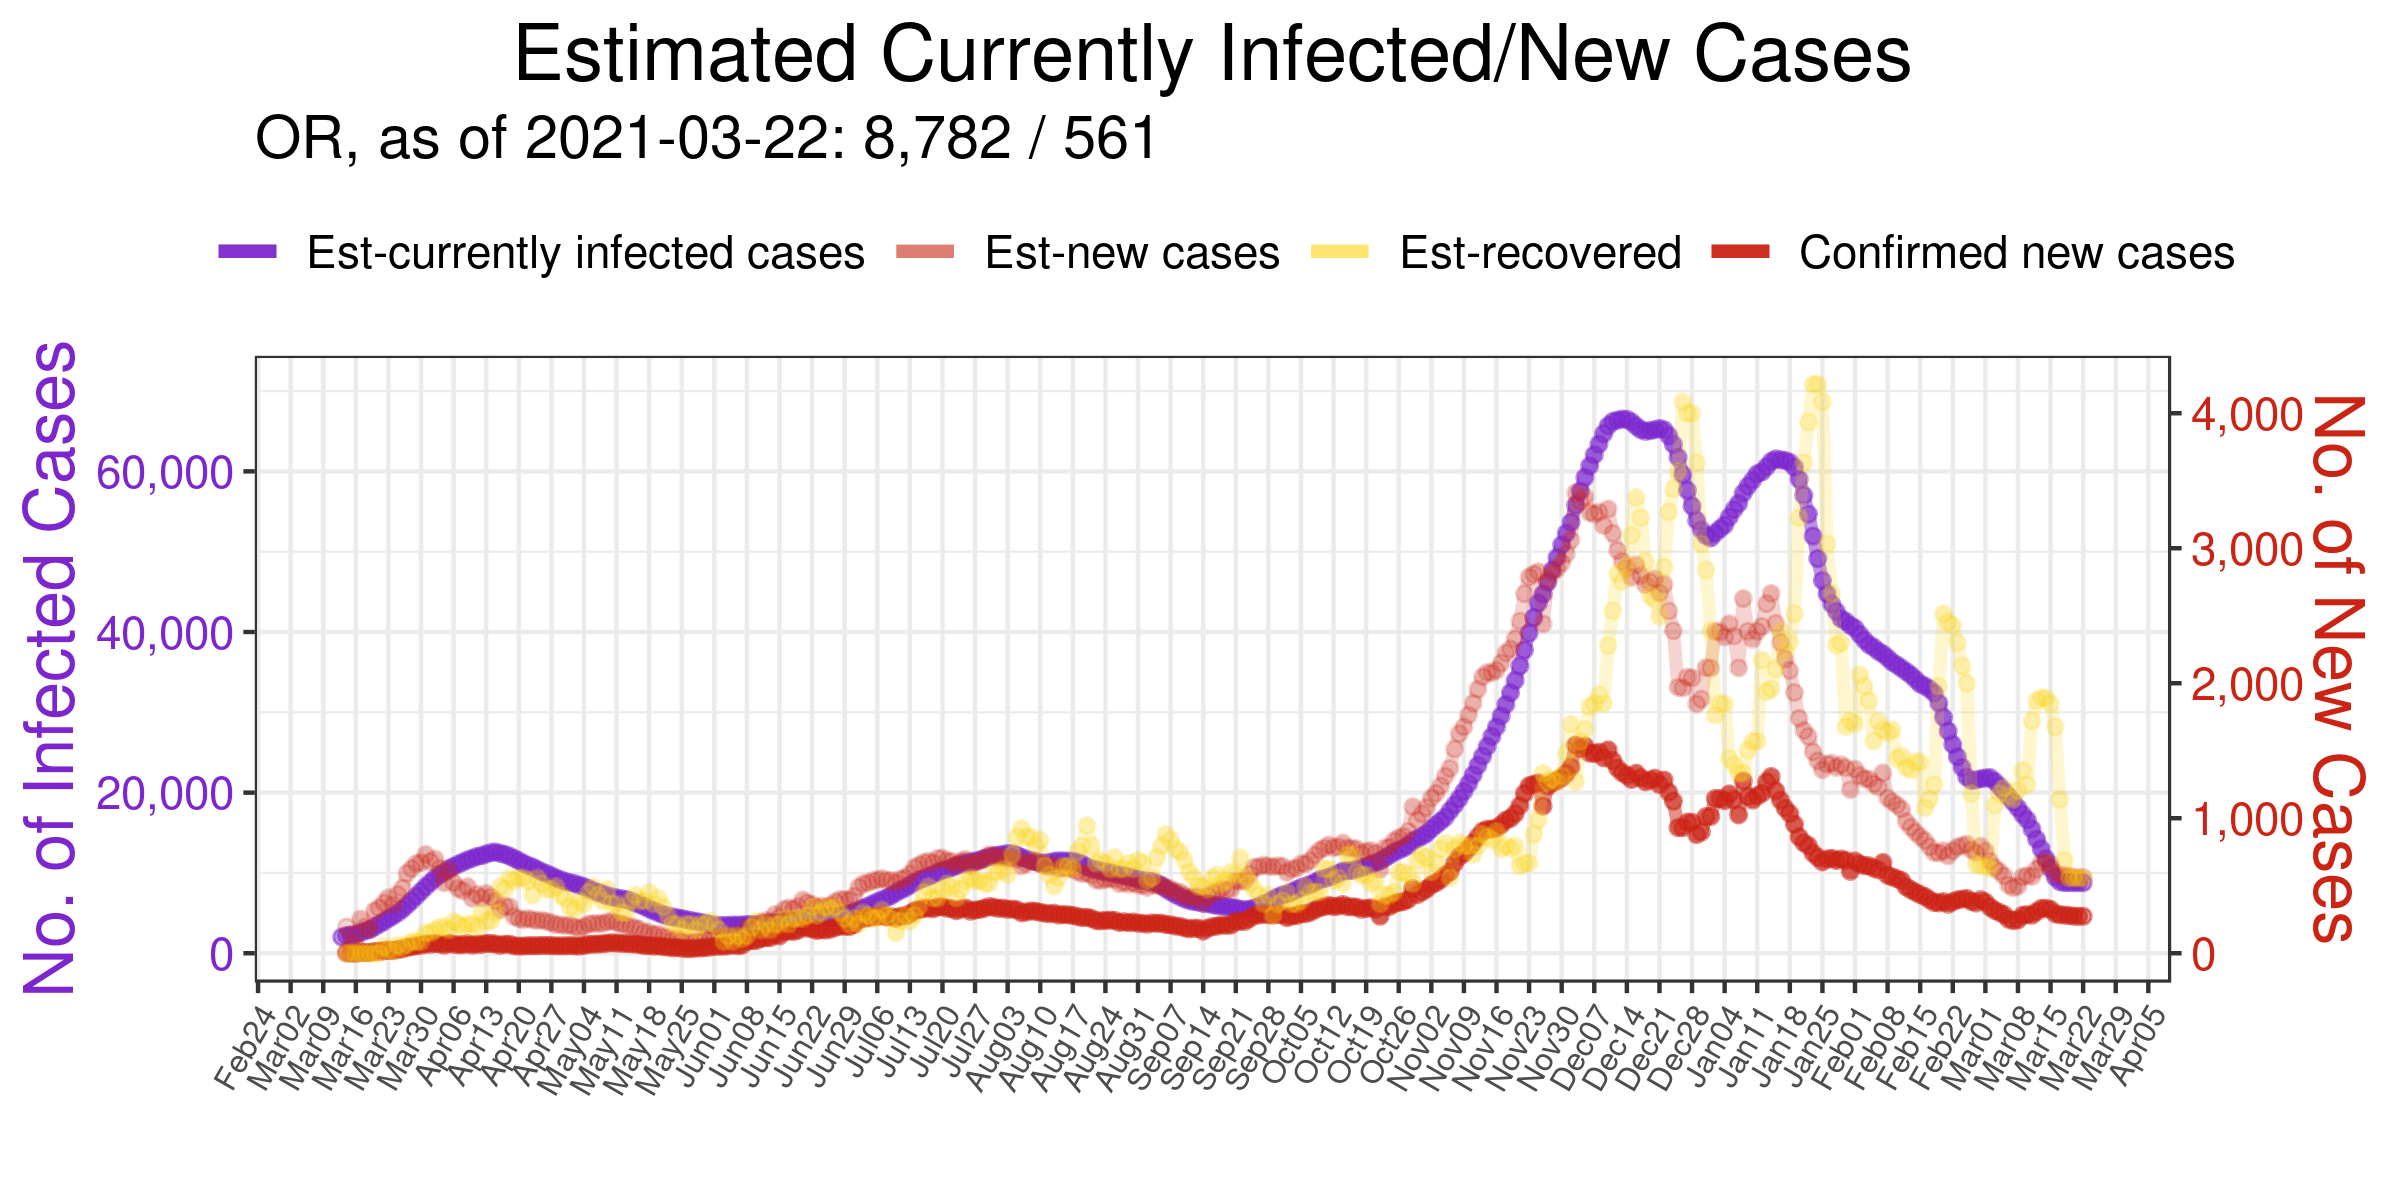 Estimated Currently Infected/New Cases
OR, as of 2021-03-22: 8,782 / 561
Est-currently infected cases Est-new cases Est-recovered Confirmed new cases
No. of Infected Cases
60,000
40,000
20,000
0
4,000
3,000
2,000
1,000
0
No. of New Cases
Feb24 Mar02 Mar09 Mar16 Mar23 Mar30 Apr06 Apr13 Apr20 Apr27 May04 May11 May18 May25 Jun01 Jun08 Jun15 Jun22 Jun29 Jul06 Jul13 Jul20 Jul27 Aug03 Aug10 Aug17 Aug24 Aug31 Sep07 Sep14 Sep21 Sep28 Oct05 Oct12 Oct19 Oct26 Nov02 Nov09 Nov16 Nov23 Nov30 Dec07 Dec14 Dec21 Dec28 Jan04 Jan11 Jan18 Jan25 Feb01 Feb08 Feb15 Feb22 Mar01 Mar08 Mar15 Mar22 Mar29 Apr05